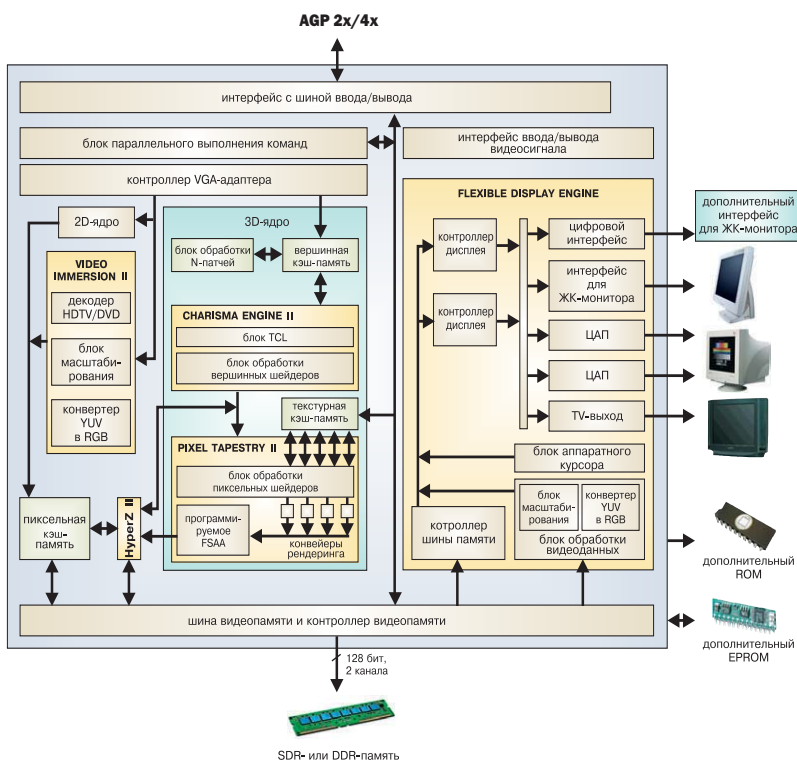 AGP 2x/4x
интерфейс с шиной ввода/вывода
блок параллельного выполнения команд
интерфейс ввода/вывода
видеосигнала
контроллер VGA-адаптера
2D-ядро
VIDEO
IMMERSION II
декодер
HDTV/DVD
блок
масштаби-
рования
конвертер
YUV
в RGB
3D-ядро
блок обработки
N-патчей
вершинная
кэш-память
CHARISMA ENGINE II
блок TCL
блок обработки
вершинных шейдеров
текстурная
кэш-память
PIXEL TAPESTRY II
блок обработки
пиксельных шейдеров
программи-
руемое
FSAA
конвейеры
рендеринга
пиксельная
кэш-
память
HyperZ II
FLEXIBLE DISPLAY ENGINE
контроллер
дисплея
контроллер
дисплея
цифровой
интерфейс
интерфейс
для
ЖК-монитора
ЦАП
ЦАП
TV-выход
блок аппаратного
курсора
блок
масштаби-
рования
конвертер
YUV
в RGB
блок обработки
видеоданных
котроллер
шины памяти
дополнительный
интерфейс
для ЖК-монитора
дополнительный
ROM
дополнительный
EPROM
шина видеопамяти и контроллер видеопамяти
128 бит,
2 канала
SDR- или DDR-память